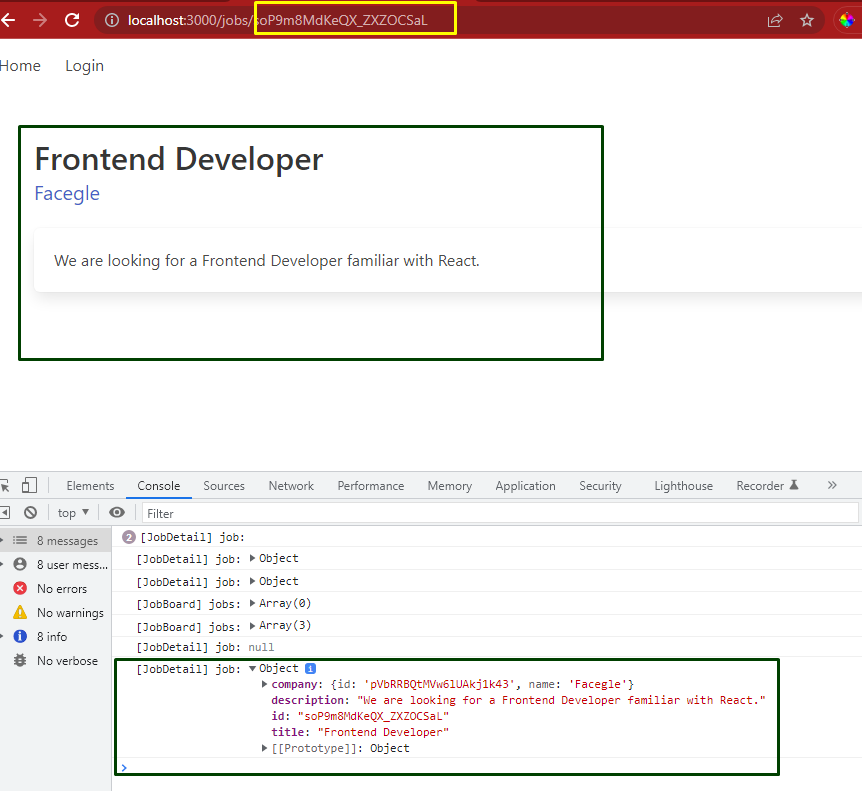 localhost:3000/jobs/soP9m8MdKeQX_ZXZOCSaL
Home Login
Frontend Developer
Facegle
We are looking for a Frontend Developer familiar with React.
Elements Console Sources Network Performance Memory Application Security Lighthouse Recorder »
top ▼ Filter
8 messages
8 user mess...
No errors
No warnings
8 info
No verbose
2 [JobDetail] job:
[JobDetail] job: ▶ Object
[JobDetail] job: ▶ Object
[JobBoard] jobs: ▶ Array(0)
[JobBoard] jobs: ▶ Array(3)
[JobDetail] job: null
[JobDetail] job: ▼ Object i
▶ company: {id: 'pVbRRBQtMVw6lUAkj1k43', name: 'Facegle'}
description: "We are looking for a Frontend Developer familiar with React."
id: "soP9m8MdKeQX_ZXZOCSaL"
title: "Frontend Developer"
▶ [[Prototype]]: Object
>